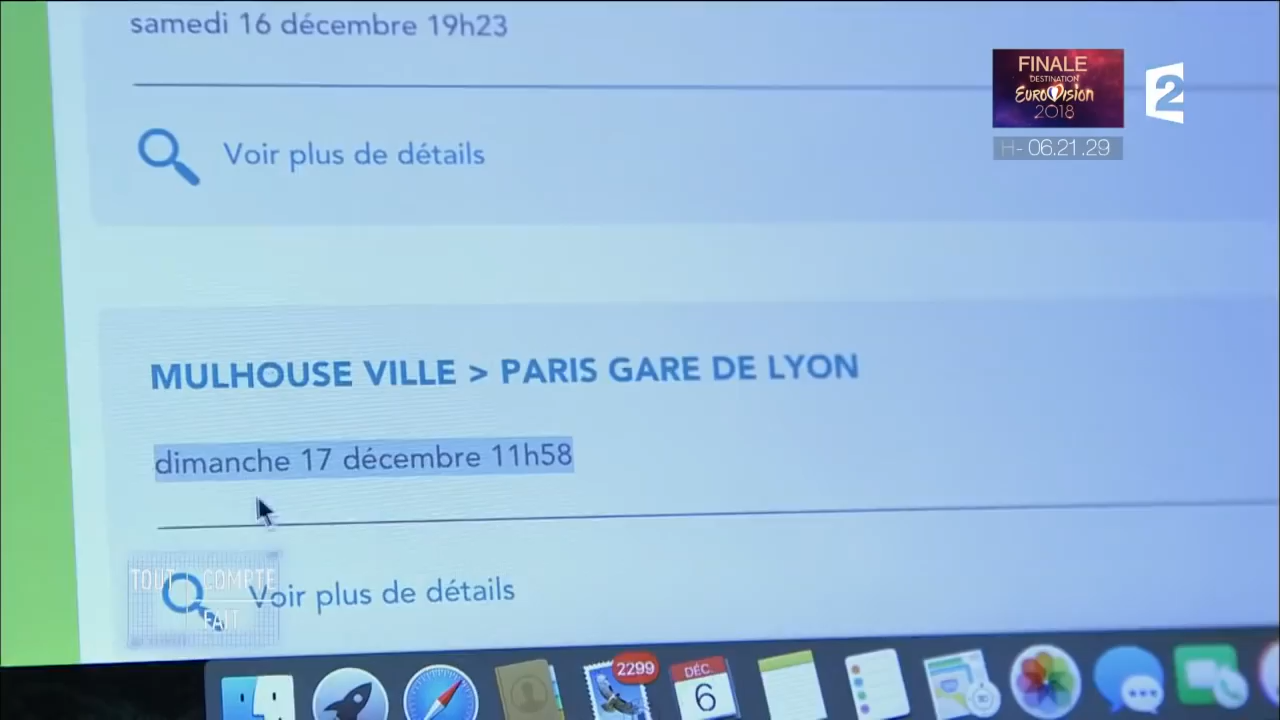 samedi 16 décembre 19h23
FINALE
DESTINATION
EUROVISION
2018
2
H- 06.21.29
Voir plus de détails
MULHOUSE VILLE > PARIS GARE DE LYON
dimanche 17 décembre 11h58
TOUT COMPTE
FAIT
Voir plus de détails
2299
DÉC.
6